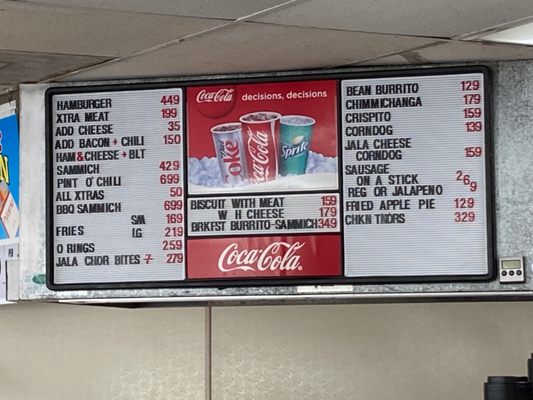 HAMBURGER 449
XTRA MEAT 199
ADD CHEESE 35
ADD BACON + CHILI 150
HAM&CHEESE + BLT
SAMMICH 429
PINT O' CHILI 699
ALL XTRAS 50
BBQ SAMMICH 699
S/M 169
FRIES LG 219
O RINGS 259
JALA CHDR BITES 7 279
Coca-Cola decisions, decisions.
Coke
Coca-Cola
Sprite
BISCUIT WITH MEAT 159
W H CHEESE 179
BRKFST BURRITO-SAMMICH 349
Coca-Cola
BEAN BURRITO 129
CHIMMICHANGA 179
CRISPITO 159
CORNDOG 139
JALA CHEESE
CORNDOG 159
SAUSAGE
ON A STICK 269
REG OR JALAPENO
FRIED APPLE PIE 129
CHKN TNDRS 329